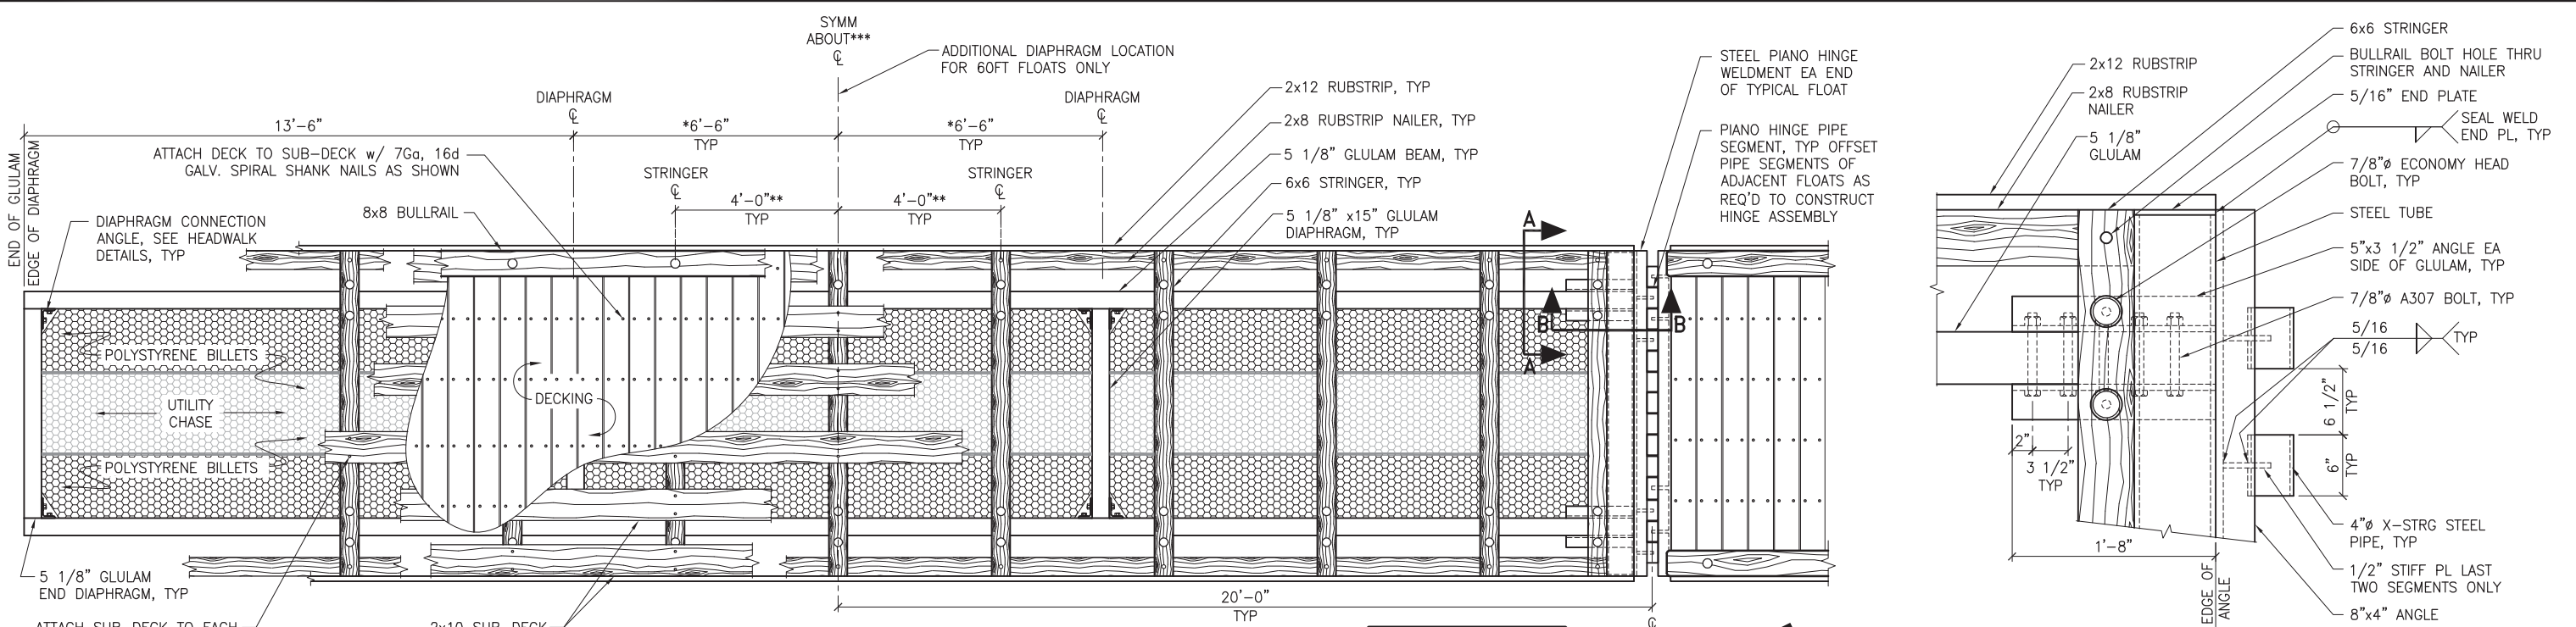 SYMM
ABOUT***
℄
ADDITIONAL DIAPHRAGM LOCATION
FOR 60FT FLOATS ONLY
DIAPHRAGM
℄
DIAPHRAGM
℄
13'-6"
*6'-6"
TYP
*6'-6"
TYP
END OF GLULAM
EDGE OF DIAPHRAGM
ATTACH DECK TO SUB-DECK w/ 7Ga, 16d
GALV. SPIRAL SHANK NAILS AS SHOWN
STRINGER
℄
STRINGER
℄
4'-0"**
TYP
4'-0"**
TYP
8x8 BULLRAIL
DIAPHRAGM CONNECTION
ANGLE, SEE HEADWALK
DETAILS, TYP
2x12 RUBSTRIP, TYP
2x8 RUBSTRIP NAILER, TYP
5 1/8" GLULAM BEAM, TYP
6x6 STRINGER, TYP
5 1/8" x15" GLULAM
DIAPHRAGM, TYP
STEEL PIANO HINGE
WELDMENT EA END
OF TYPICAL FLOAT
PIANO HINGE PIPE
SEGMENT, TYP OFFSET
PIPE SEGMENTS OF
ADJACENT FLOATS AS
REQ'D TO CONSTRUCT
HINGE ASSEMBLY
A
A
B
B
POLYSTYRENE BILLETS
UTILITY
CHASE
POLYSTYRENE BILLETS
DECKING
5 1/8" GLULAM
END DIAPHRAGM, TYP
ATTACH SUB-DECK TO EACH
2x10 SUB-DECK
20'-0"
TYP
℄
2x12 RUBSTRIP
2x8 RUBSTRIP
NAILER
5 1/8"
GLULAM
6x6 STRINGER
BULLRAIL BOLT HOLE THRU
STRINGER AND NAILER
5/16" END PLATE
SEAL WELD
END PL, TYP
7/8"ø ECONOMY HEAD
BOLT, TYP
STEEL TUBE
5"x3 1/2" ANGLE EA
SIDE OF GLULAM, TYP
7/8"ø A307 BOLT, TYP
5/16
5/16
TYP
6 1/2"
TYP
6"
TYP
2"
3 1/2"
TYP
1'-8"
EDGE OF
ANGLE
4"ø X-STRG STEEL
PIPE, TYP
1/2" STIFF PL LAST
TWO SEGMENTS ONLY
8"x4" ANGLE